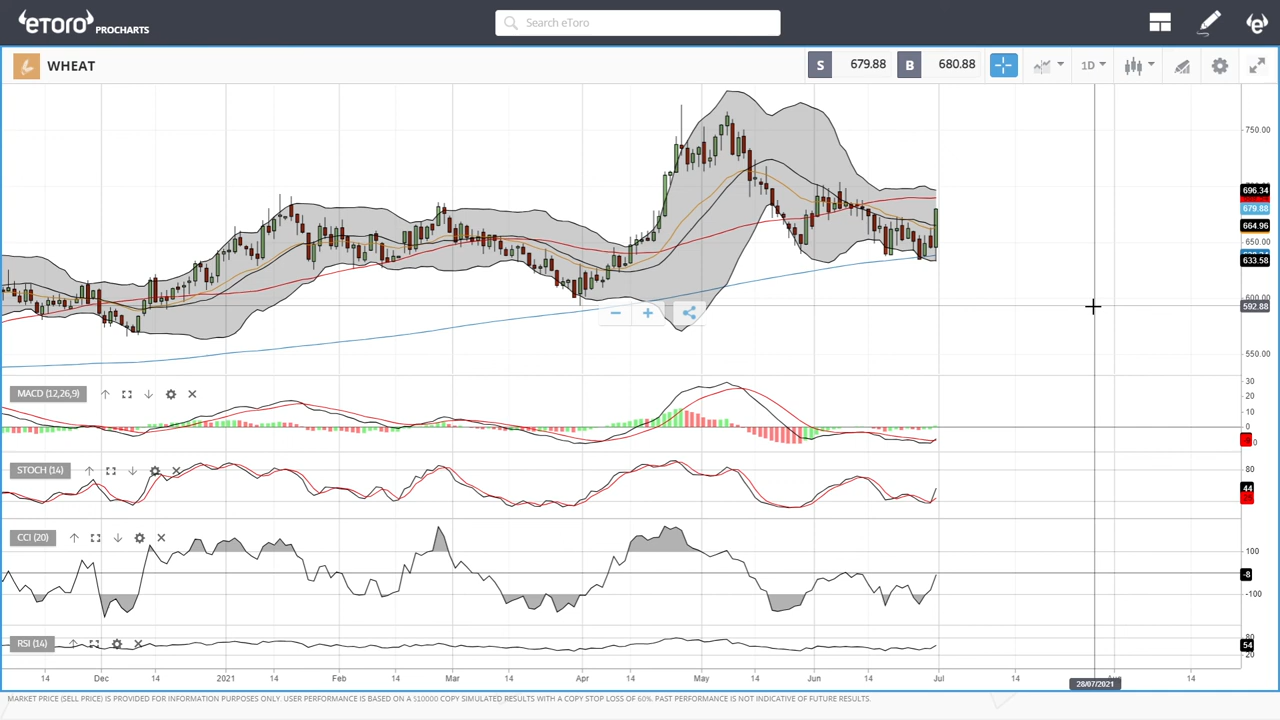 eToro PROCHARTS
Search eToro
WHEAT
S 679.88 B 680.88 1D
750.00
696.34
679.88
664.96
650.00
633.58
600.00
592.88
550.00
MACD (12,26,9)
30
20
10
0
STOCH (14)
80
44
CCI (20)
100
-8
-100
RSI (14)
80
54
20
14 Dec 14 2021 14 Feb 14 Mar 14 Apr 14 May 14 Jun 14 Jul 14 14
28/07/2021
MARKET PRICE (SELL PRICE) IS PROVIDED FOR INFORMATION PURPOSES ONLY. USER PERFORMANCE IS BASED ON A $10000 COPY SIMULATED RESULTS WITH A COPY STOP LOSS OF 60%. PAST PERFORMANCE IS NOT INDICATIVE OF FUTURE RESULTS.